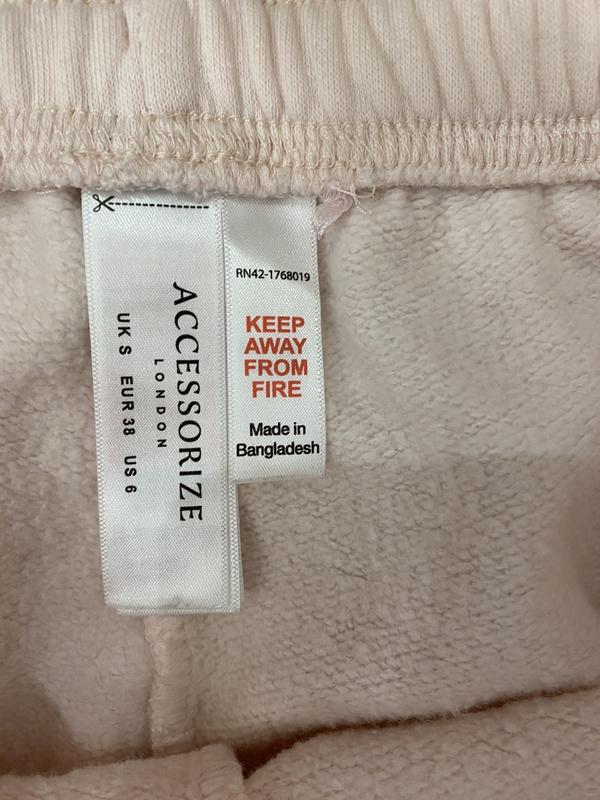 ACCESSORIZE
LONDON
UK S EUR 38 US 6
RN42-1768019
KEEP
AWAY
FROM
FIRE
Made in
Bangladesh